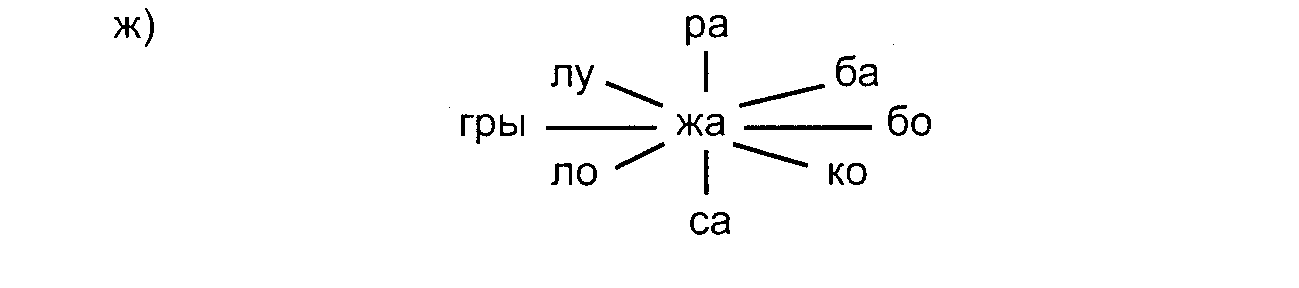 ж) ра
лу ба
гры жа бо
ло ко
са